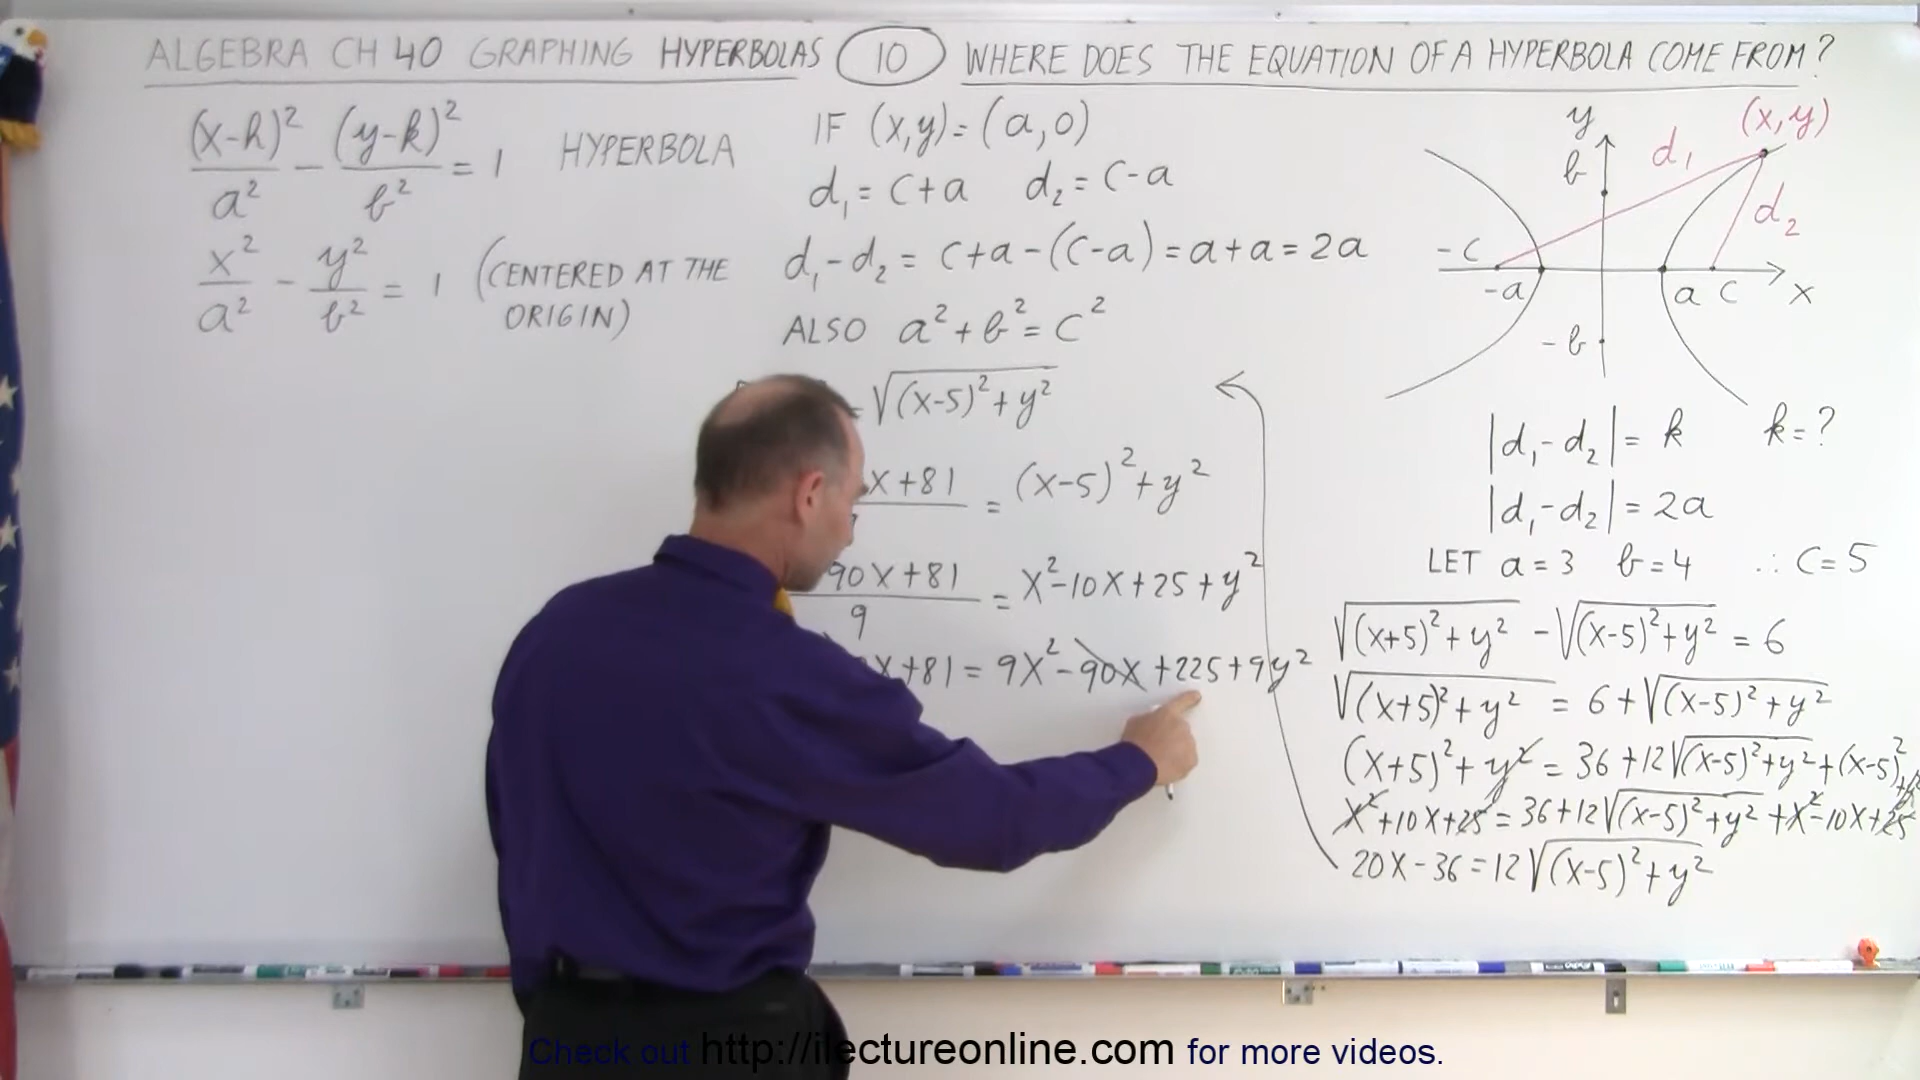 ALGEBRA CH 40 GRAPHING HYPERBOLAS 10 WHERE DOES THE EQUATION OF A HYPERBOLA COME FROM?
(x-h)²/a² - (y-k)²/b² = 1 HYPERBOLA
x²/a² - y²/b² = 1 (CENTERED AT THE
ORIGIN)
IF (x,y)=(a,0)
d₁ = c+a d₂ = c-a
d₁-d₂ = c+a-(c-a) = a+a = 2a
ALSO a²+b²=c²
= √((x-5)²+y²)
x+81 = (x-5)²+y²
90x+81 / 9 = x²-10x+25+y²
x+81 = 9x²-90x+225+9y²
y
b
(x,y)
d₁
d₂
-c
-a
a c
x
-b
|d₁-d₂| = k k=?
|d₁-d₂| = 2a
LET a=3 b=4 ∴ c=5
√((x+5)²+y²) - √((x-5)²+y²) = 6
√((x+5)²+y²) = 6+√((x-5)²+y²)
(x+5)²+y² = 36+12√((x-5)²+y²)+(x-5)²
x²+10x+25 = 36+12√((x-5)²+y²)+x²-10x+25
20x-36=12√((x-5)²+y²)
Check out http://ilectureonline.com for more videos.